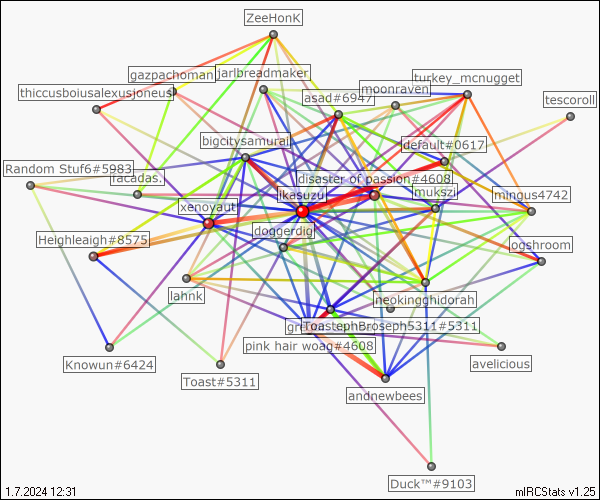 ZeeHonK
gazpachoman
jarlbreadmaker
thiccusboiusalexusjoneus
asad#6947
moonraven
turkey_mcnugget
tescoroll
bigcitysamurai
default#0617
Random Stuf6#5983
facadas.
disaster of passion#4608
ikasuzu
mukszi
mingus4742
xenoyaut
doggerdig
Heighleaigh#8575
ogshroom
lahnk
neokingghidorah
ToastephBroseph5311#5311
pink hair woag#4608
avelicious
Knowun#6424
Toast#5311
andnewbees
Duck™#9103
1.7.2024 12:31
mIRCStats v1.25